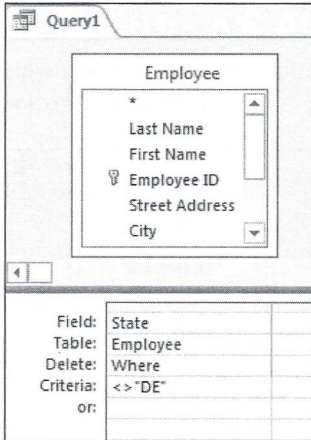 Query1
Employee
*
Last Name
First Name
Employee ID
Street Address
City
Field: State
Table: Employee
Delete: Where
Criteria: <>"DE"
or: